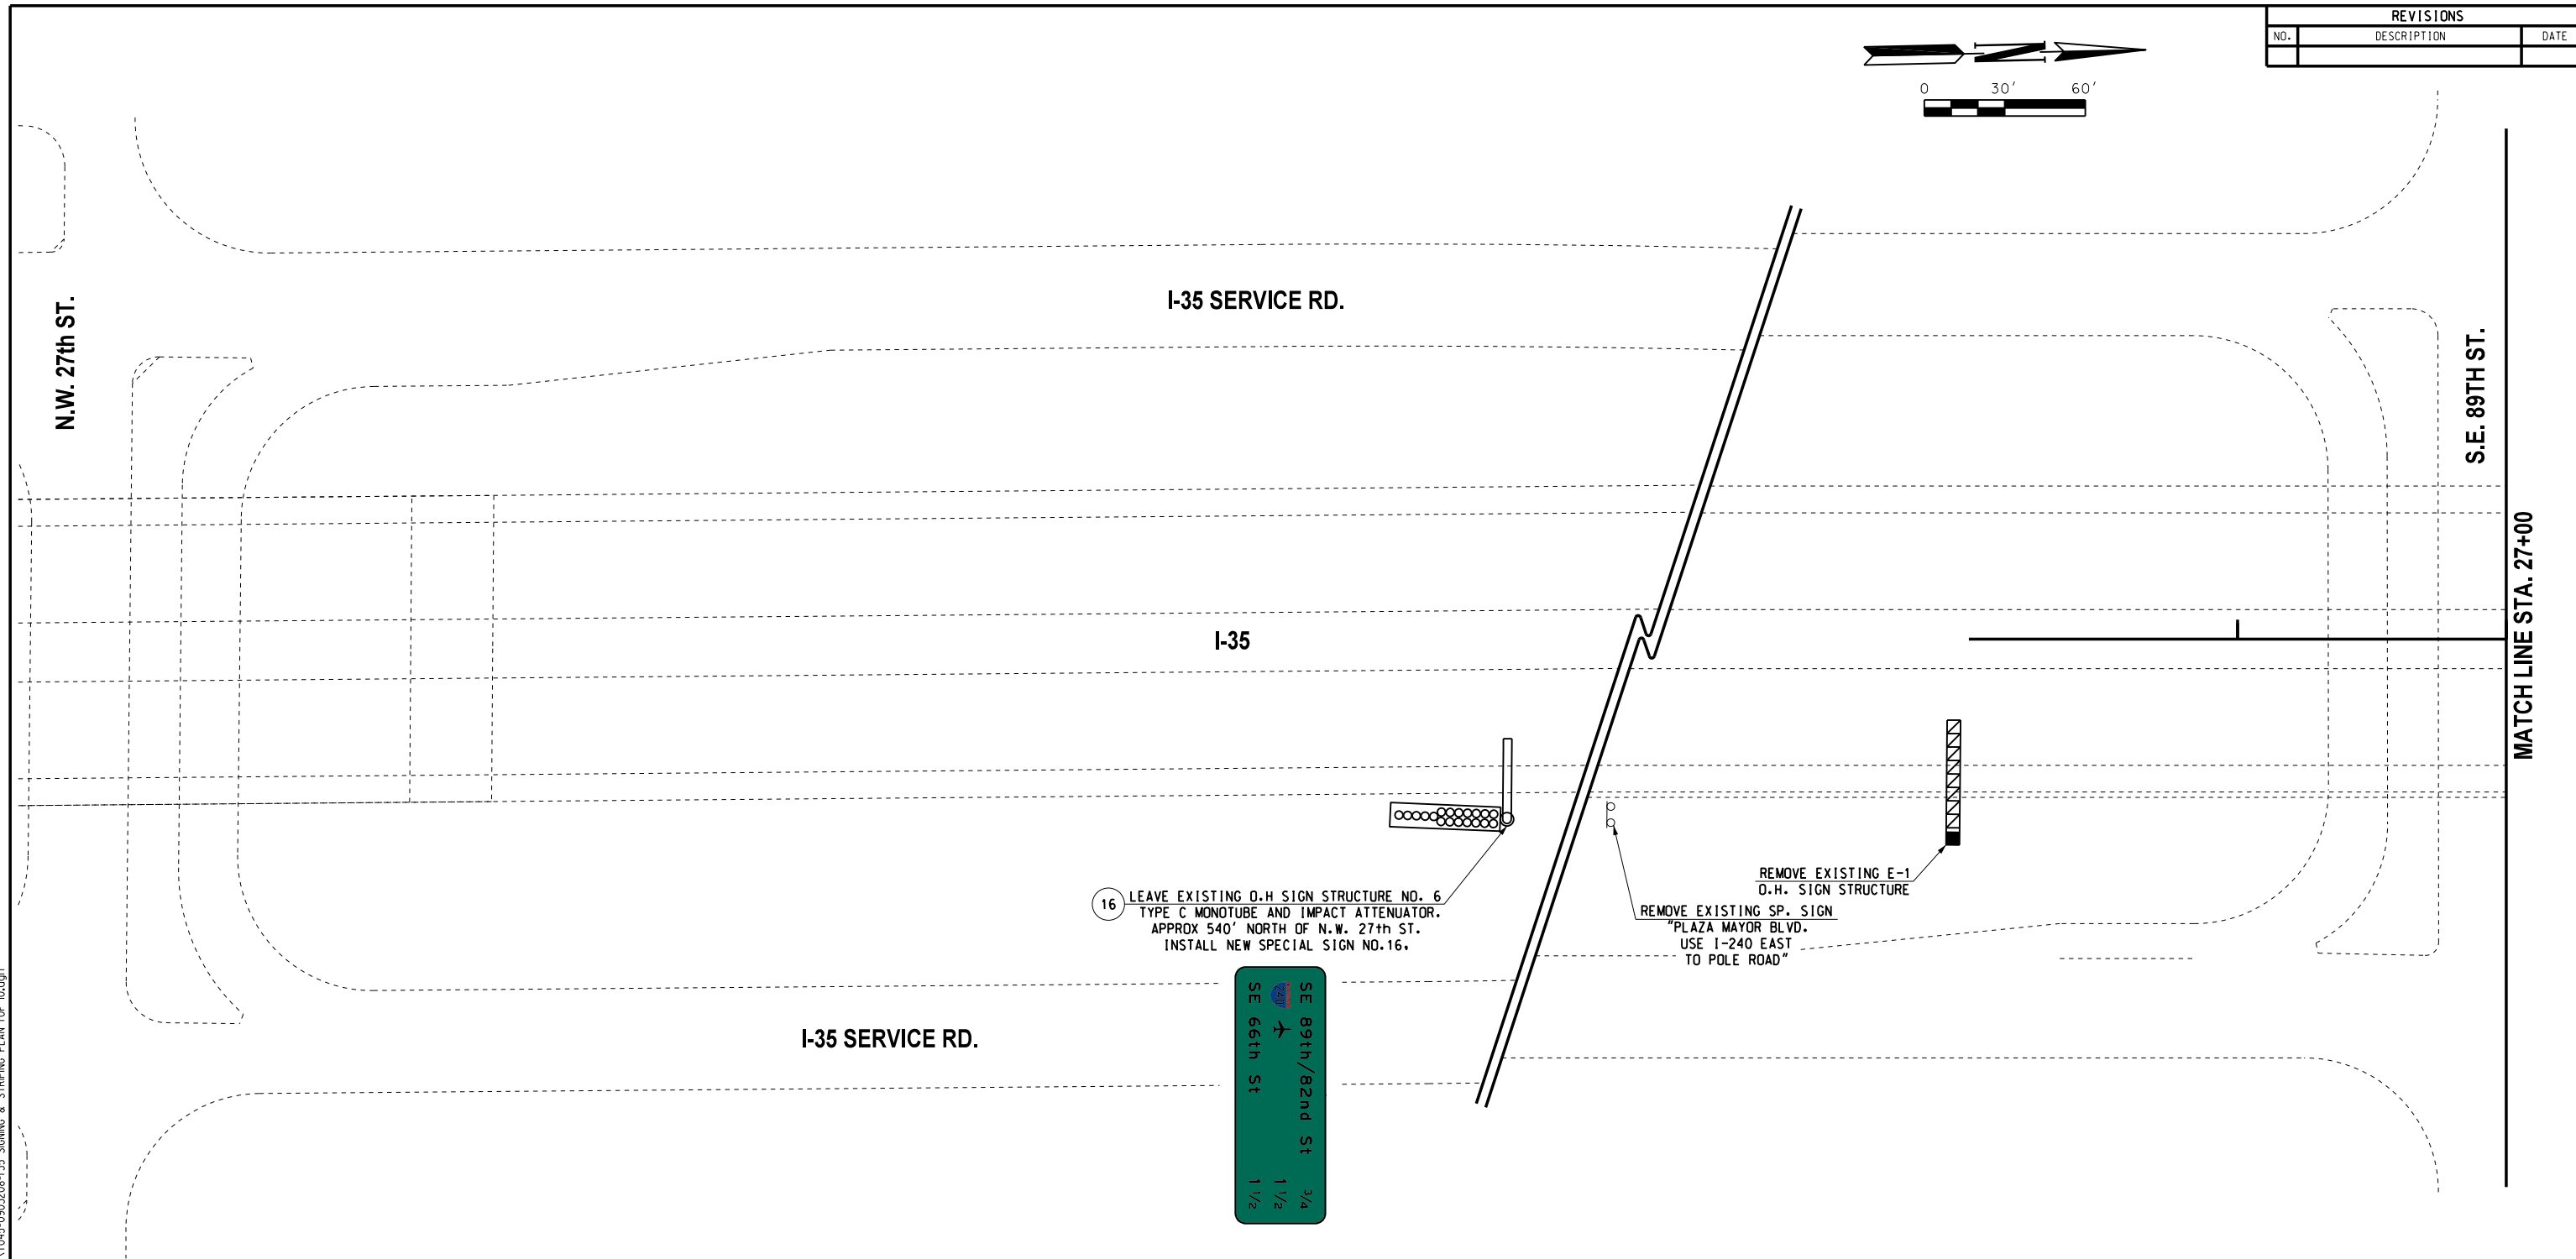 REVISIONS
NO. DESCRIPTION DATE
0 30' 60'
N.W. 27th ST.
I-35 SERVICE RD.
S.E. 89TH ST.
MATCH LINE STA. 27+00
I-35
16
LEAVE EXISTING O.H SIGN STRUCTURE NO. 6
TYPE C MONOTUBE AND IMPACT ATTENUATOR.
APPROX 540' NORTH OF N.W. 27th ST.
INSTALL NEW SPECIAL SIGN NO.16.
REMOVE EXISTING E-1
O.H. SIGN STRUCTURE
REMOVE EXISTING SP. SIGN
"PLAZA MAYOR BLVD.
USE I-240 EAST
TO POLE ROAD"
SE 89th/82nd St 3/4
240 1 1/2
SE 66th St 1 1/2
I-35 SERVICE RD.
SIGNING & STRIPING PLAN